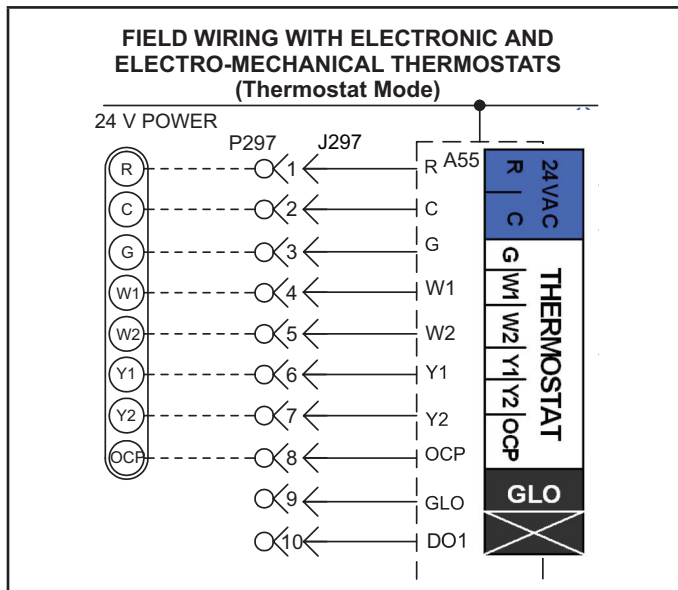 FIELD WIRING WITH ELECTRONIC AND
ELECTRO-MECHANICAL THERMOSTATS
(Thermostat Mode)
24 V POWER
P297 J297
A55
R 1 R
C 2 C
G 3 G
W1 4 W1
W2 5 W2
Y1 6 Y1
Y2 7 Y2
OCP 8 OCP
9 GLO
10 DO1
24VAC
R C
THERMOSTAT
G W1 W2 Y1 Y2 OCP
GLO